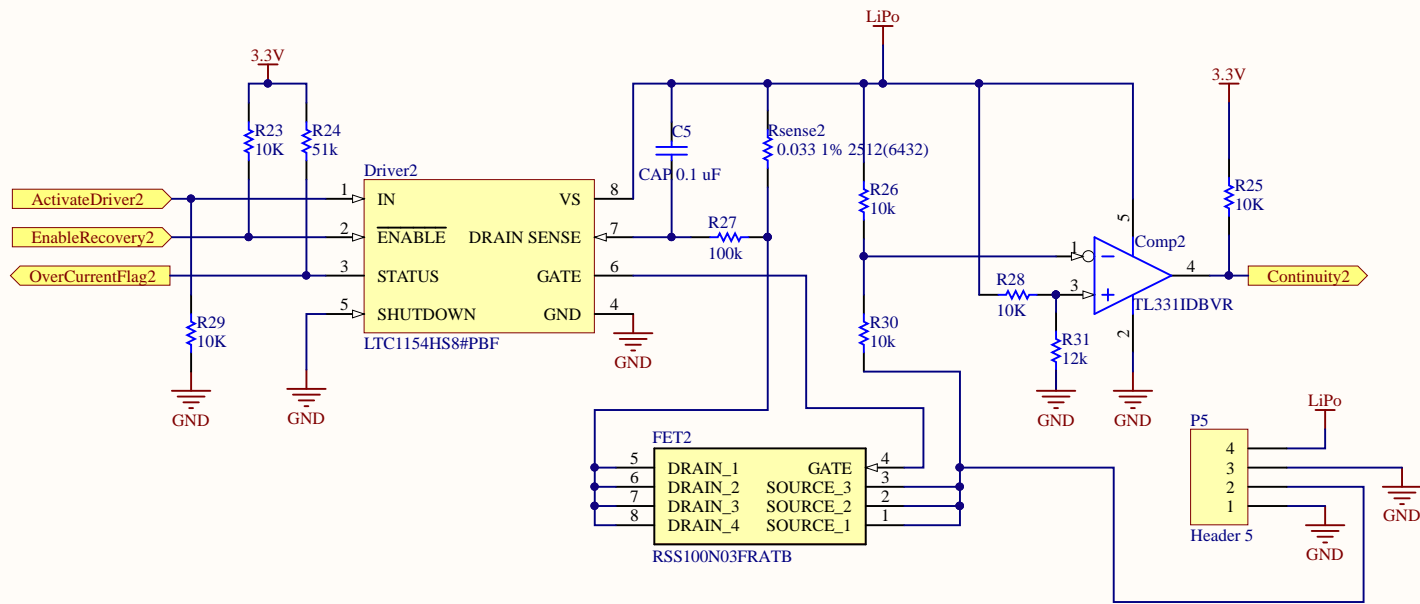 LiPo
3.3V
3.3V
R23
10K
R24
51k
C5
CAP 0.1 uF
Rsense2
0.033 1% 2512(6432)
R26
10k
R25
10K
Driver2
ActivateDriver2
1
IN
VS
8
EnableRecovery2
2
ENABLE
DRAIN SENSE
7
R27
100k
OverCurrentFlag2
3
STATUS
GATE
6
5
SHUTDOWN
GND
4
LTC1154HS8#PBF
GND
R29
10K
GND
GND
5
Comp2
1
3
4
2
TL331IDBVR
Continuity2
R28
10K
R30
10k
R31
12k
GND
GND
FET2
5
DRAIN_1
GATE
4
6
DRAIN_2
SOURCE_3
3
7
DRAIN_3
SOURCE_2
2
8
DRAIN_4
SOURCE_1
1
RSS100N03FRATB
LiPo
P5
4
3
2
1
Header 5
GND
GND